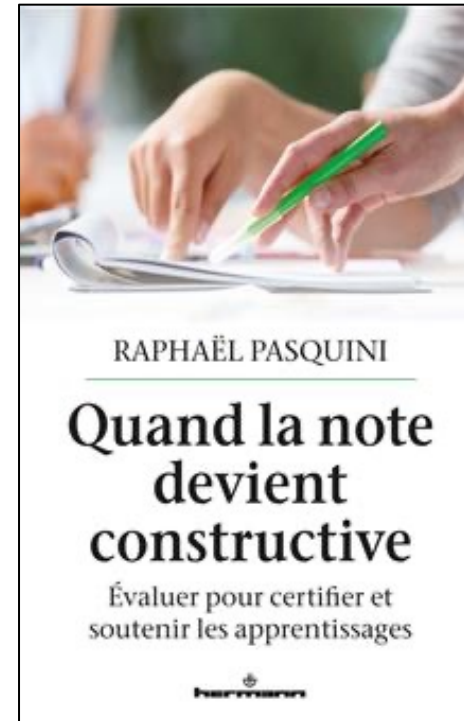 RAPHAËL PASQUINI
Quand la note
devient
constructive
Évaluer pour certifier et
soutenir les apprentissages
hermann